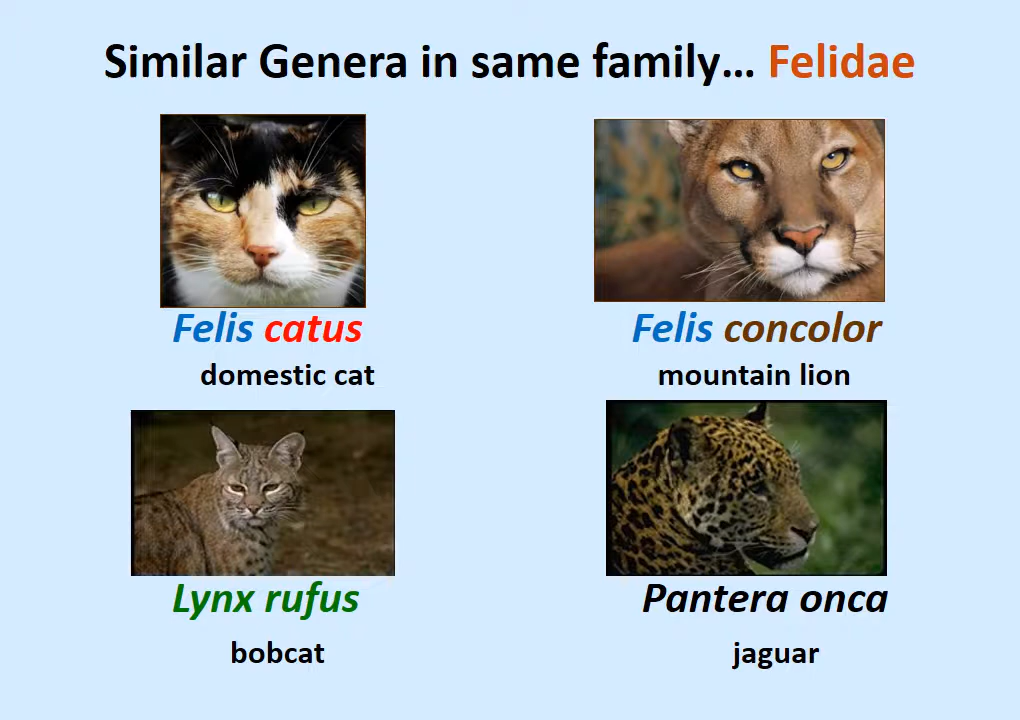 Similar Genera in same family... Felidae
Felis catus
domestic cat
Felis concolor
mountain lion
Lynx rufus
bobcat
Pantera onca
jaguar